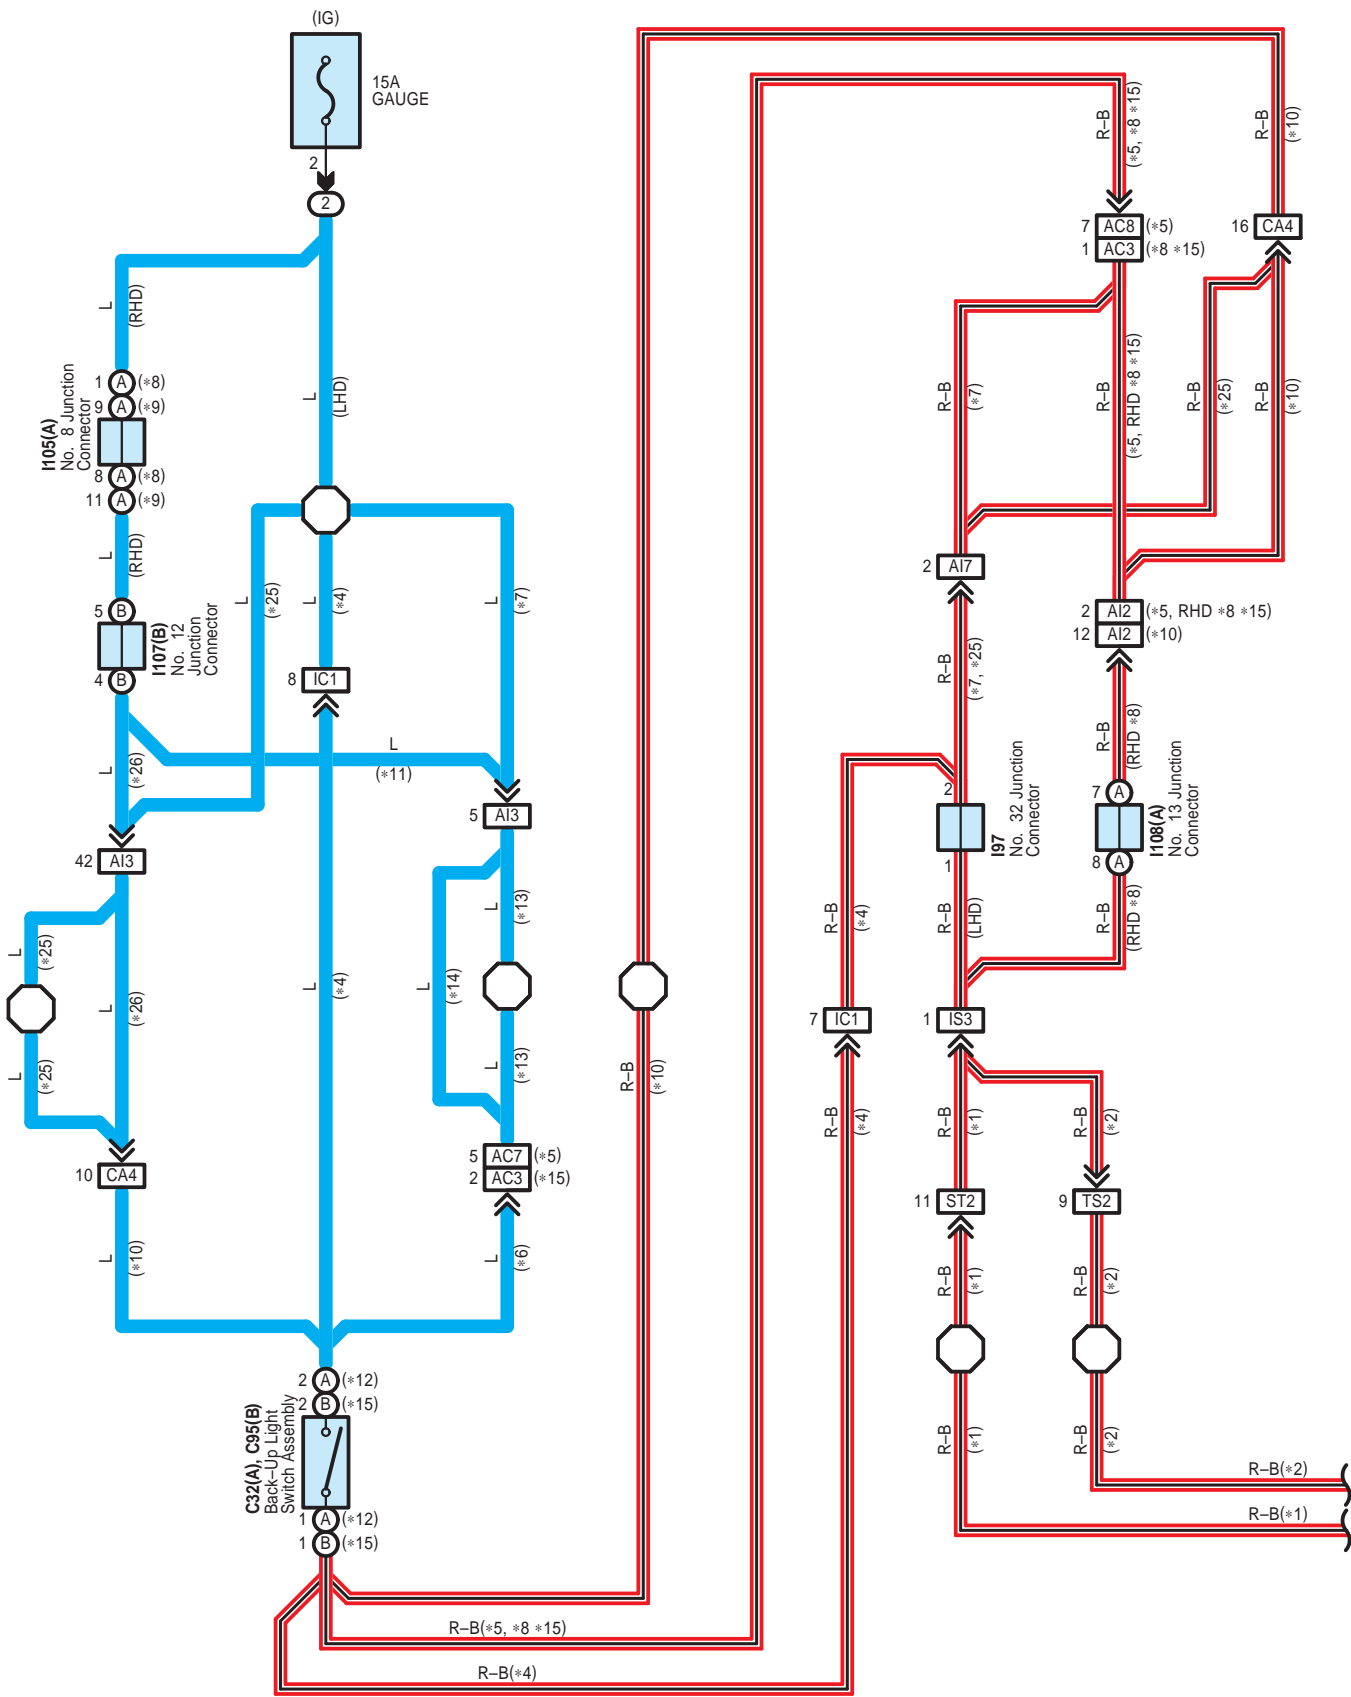 (IG)
15A
GAUGE
2
2
L
(RHD)
L
(LHD)
1 A (*8)
9 A (*9)
I105(A)
No. 8 Junction
Connector
8 A (*8)
11 A (*9)
L
(RHD)
5 B
I107(B)
No. 12
Junction
Connector
4 B
L
(*25)
L
(*4)
L
(*7)
8 IC1
L
(*11)
L
(*26)
42 AI3
5 AI3
L
(*25)
L
(*26)
L
(*25)
L
(*4)
L
(*14)
L
(*13)
L
(*13)
10 CA4
5 AC7 (*5)
2 AC3 (*15)
L
(*10)
L
(*6)
2 A (*12)
2 B (*15)
C32(A), C95(B)
Back–Up Light
Switch Assembly
1 A (*12)
1 B (*15)
R–B(*5, *8 *15)
R–B(*4)
R–B
(*10)
R–B
(*5, *8 *15)
R–B
(*10)
7 AC8 (*5)
1 AC3 (*8 *15)
16 CA4
R–B
(*7)
R–B
(*5, RHD *8 *15)
R–B
(*25)
R–B
(*10)
2 AI7
2 AI2 (*5, RHD *8 *15)
12 AI2 (*10)
R–B
(*7, *25)
R–B
(RHD *8)
2
I97
No. 32 Junction
Connector
1
7 A
I108(A)
No. 13 Junction
Connector
8 A
R–B
(*4)
R–B
(LHD)
R–B
(RHD *8)
7 IC1
1 IS3
R–B
(*4)
R–B
(*1)
R–B
(*2)
11 ST2
9 TS2
R–B
(*1)
R–B
(*2)
R–B
(*1)
R–B
(*2)
R–B(*2)
R–B(*1)